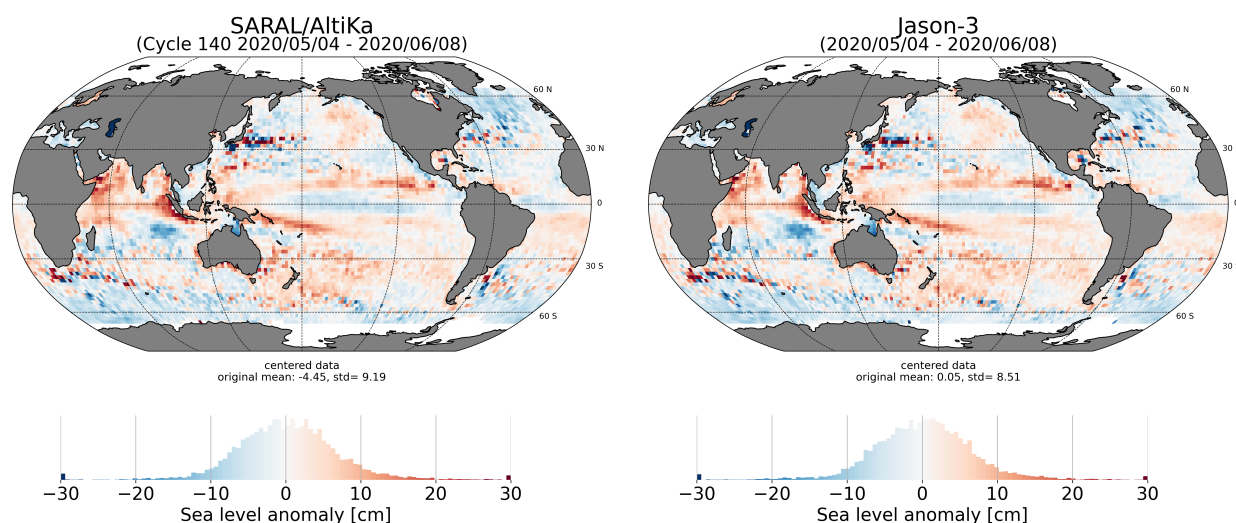 SARAL/AltiKa
(Cycle 140 2020/05/04 - 2020/06/08)
60 N
30 N
0
30 S
60 S
centered data
original mean: -4.45, std= 9.19
−30 −20 −10 0 10 20 30
Sea level anomaly [cm]
Jason-3
(2020/05/04 - 2020/06/08)
60 N
30 N
0
30 S
60 S
centered data
original mean: 0.05, std= 8.51
−30 −20 −10 0 10 20 30
Sea level anomaly [cm]